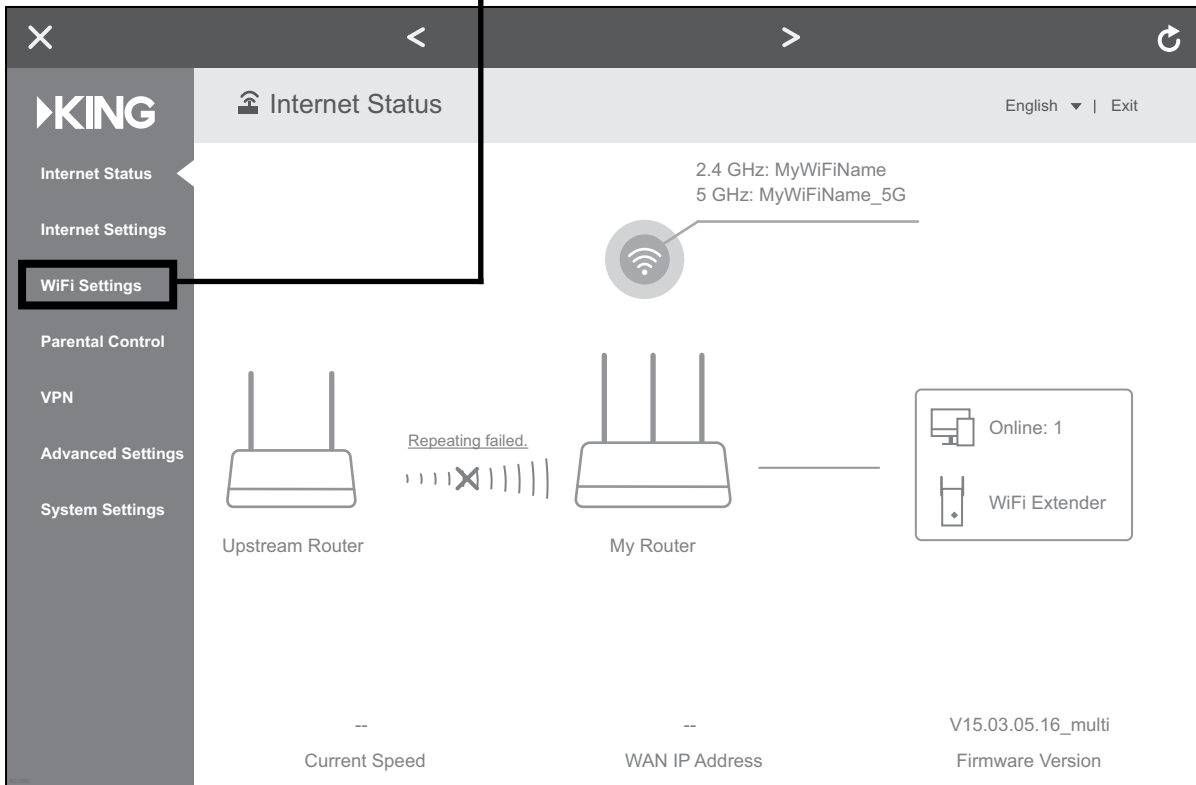 KING
Internet Status
English | Exit
Internet Status
Internet Settings
WiFi Settings
Parental Control
VPN
Advanced Settings
System Settings
2.4 GHz: MyWiFiName
5 GHz: MyWiFiName_5G
Repeating failed.
Upstream Router
My Router
Online: 1
WiFi Extender
--
Current Speed
--
WAN IP Address
V15.03.05.16_multi
Firmware Version